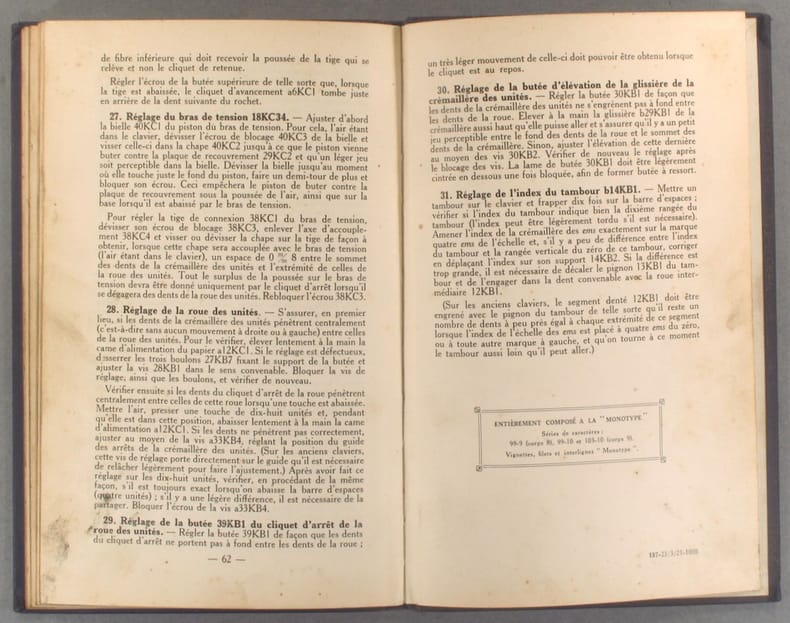 de fibre inférieure qui doit recevoir la poussée de la tige qui se
relève et non le cliquet de retenue.
Régler l'écrou de la butée supérieure de telle sorte que, lorsque
la tige est abaissée, le cliquet d'avancement a6KC1 tombe juste
en arrière de la dent suivante du rochet.
27. Réglage du bras de tension 18KC34. — Ajuster d'abord
la bielle 40KC1 du piston du bras de tension. Pour cela, l'air étant
dans le clavier, dévisser l'écrou de blocage 40KC3 de la bielle et
visser celle-ci dans la chape 40KC2 jusqu'à ce que le piston vienne
buter contre la plaque de recouvrement 29KC2 et qu'un léger jeu
soit perceptible dans la bielle. Dévisser la bielle jusqu'au moment
où elle touche juste le fond du piston, faire un demi-tour de plus et
bloquer son écrou. Ceci empêchera le piston de buter contre la
plaque de recouvrement sous la poussée de l'air, ainsi que sur la
base lorsqu'il est abaissé par le bras de tension.
Pour régler la tige de connexion 38KC1 du bras de tension,
dévisser son écrou de blocage 38KC3, enlever l'axe d'accouple-
ment 38KC4 et visser ou dévisser la chape sur la tige de façon à
obtenir, lorsque cette chape sera accouplée avec le bras de tension
(l'air étant dans le clavier), un espace de 0 m/m 8 entre le sommet
des dents de la crémaillère des unités et l'extrémité de celles de
la roue des unités. Tout le surplus de la poussée sur le bras de
tension devra être donné uniquement par le cliquet d'arrêt lorsqu'il
se dégagera des dents de la roue des unités. Rebloquer l'écrou 38KC3.
28. Réglage de la roue des unités. — S'assurer, en premier
lieu, si les dents de la crémaillère des unités pénètrent centralement
(c'est-à-dire sans aucun mouvement à droite ou à gauche) entre celles
de la roue des unités. Pour le vérifier, élever lentement à la main la
came d'alimentation du papier a12KC1. Si le réglage est défectueux,
desserrer les trois boulons 27KB7 fixant le support de la butée et
ajuster la vis 28KB1 dans le sens convenable. Bloquer la vis de
réglage, ainsi que les boulons, et vérifier de nouveau.
Vérifier ensuite si les dents du cliquet d'arrêt de la roue pénètrent
centralement entre celles de cette roue lorsqu'une touche est abaissée.
Mettre l'air, presser une touche de dix-huit unités et, pendant
qu'elle est dans cette position, abaisser lentement à la main la came
d'alimentation a12KC1. Si les dents ne pénètrent pas correctement,
ajuster au moyen de la vis a33KB4, réglant la position du guide
des arrêts de la crémaillère des unités. (Sur les anciens claviers,
cette vis de réglage porte directement sur le guide qu'il est nécessaire
de relâcher légèrement pour faire l'ajustement.) Après avoir fait ce
réglage sur les dix-huit unités, vérifier, en procédant de la même
façon, s'il est toujours exact lorsqu'on abaisse la barre d'espaces
(quatre unités) ; s'il y a une légère différence, il est nécessaire de la
partager. Bloquer l'écrou de la vis a33KB4.
29. Réglage de la butée 39KB1 du cliquet d'arrêt de la
roue des unités. — Régler la butée 39KB1 de façon que les dents
du cliquet d'arrêt ne portent pas à fond entre les dents de la roue ;
— 62 —
un très léger mouvement de celle-ci doit pouvoir être obtenu lorsque
le cliquet est au repos.
30. Réglage de la butée d'élévation de la glissière de la
crémaillère des unités. — Régler la butée 30KB1 de façon que
les dents de la crémaillère des unités ne s'engrènent pas à fond entre
les dents de la roue. Elever à la main la glissière b29KB1 de la
crémaillère aussi haut qu'elle puisse aller et s'assurer qu'il y a un petit
jeu perceptible entre le fond des dents de la roue et le sommet des
dents de la crémaillère. Sinon, ajuster l'élévation de cette dernière
au moyen des vis 30KB2. Vérifier de nouveau le réglage après
le blocage des vis. La lame de butée 30KB1 doit être légèrement
cintrée en dessous une fois bloquée, afin de former butée à ressort.
31. Réglage de l'index du tambour b14KB1. — Mettre un
tambour sur le clavier et frapper dix fois sur la barre d'espaces ;
vérifier si l'index du tambour indique bien la dixième rangée du
tambour (l'index peut être légèrement tordu s'il est nécessaire).
Amener l'index de la crémaillère des ems exactement sur la marque
quatre ems de l'échelle et, s'il y a peu de différence entre l'index
du tambour et la rangée verticale du zéro de ce tambour, corriger
en déplaçant l'index sur son support 14KB2. Si la différence est
trop grande, il est nécessaire de décaler le pignon 13KB1 du tam-
bour et de l'engager dans la dent convenable avec la roue inter-
médiaire 12KB1.
(Sur les anciens claviers, le segment denté 12KB1 doit être
engrené avec le pignon du tambour de telle sorte qu'il reste un
nombre de dents à peu près égal à chaque extrémité de ce segment
lorsque l'index de l'échelle des ems est placé à quatre ems du zéro,
ou à toute autre marque à gauche, et qu'on tourne à ce moment
le tambour aussi loin qu'il peut aller.)
ENTIÈREMENT COMPOSÉ A LA "MONOTYPE"
Séries de caractères :
99-9 (corps 8), 99-10 et 103-10 (corps 9).
Vignettes, filets et interlignes "Monotype".